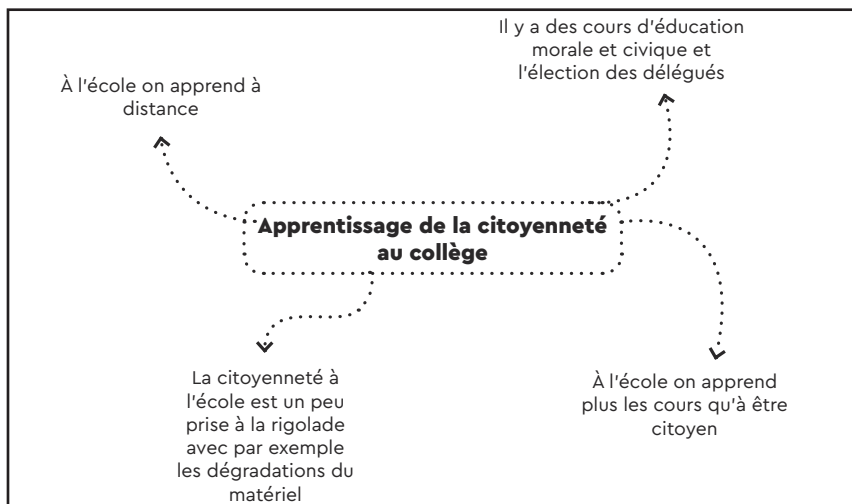 Il y a des cours d'éducation
morale et civique et
l'élection des délégués
À l'école on apprend à
distance
Apprentissage de la citoyenneté
au collège
La citoyenneté à
l'école est un peu
prise à la rigolade
avec par exemple
les dégradations du
matériel
À l'école on apprend
plus les cours qu'à être
citoyen